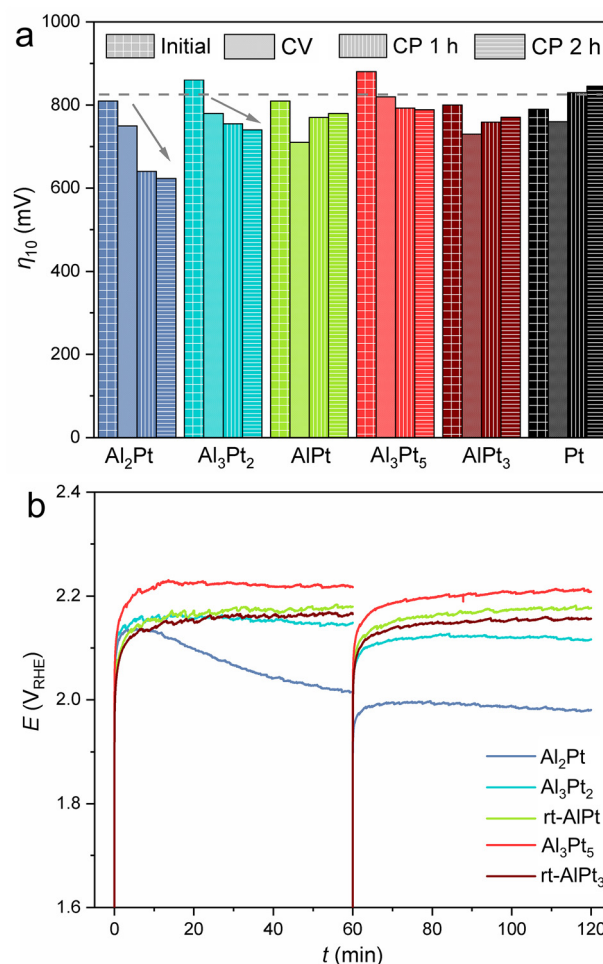 a
Initial
CV
CP 1 h
CP 2 h
1000
800
600
400
200
0
η₁₀ (mV)
Al₂Pt
Al₃Pt₂
AlPt
Al₃Pt₅
AlPt₃
Pt
b
2.4
2.2
2.0
1.8
1.6
E (V_RHE)
Al₂Pt
Al₃Pt₂
rt-AlPt
Al₃Pt₅
rt-AlPt₃
0
20
40
60
80
100
120
t (min)